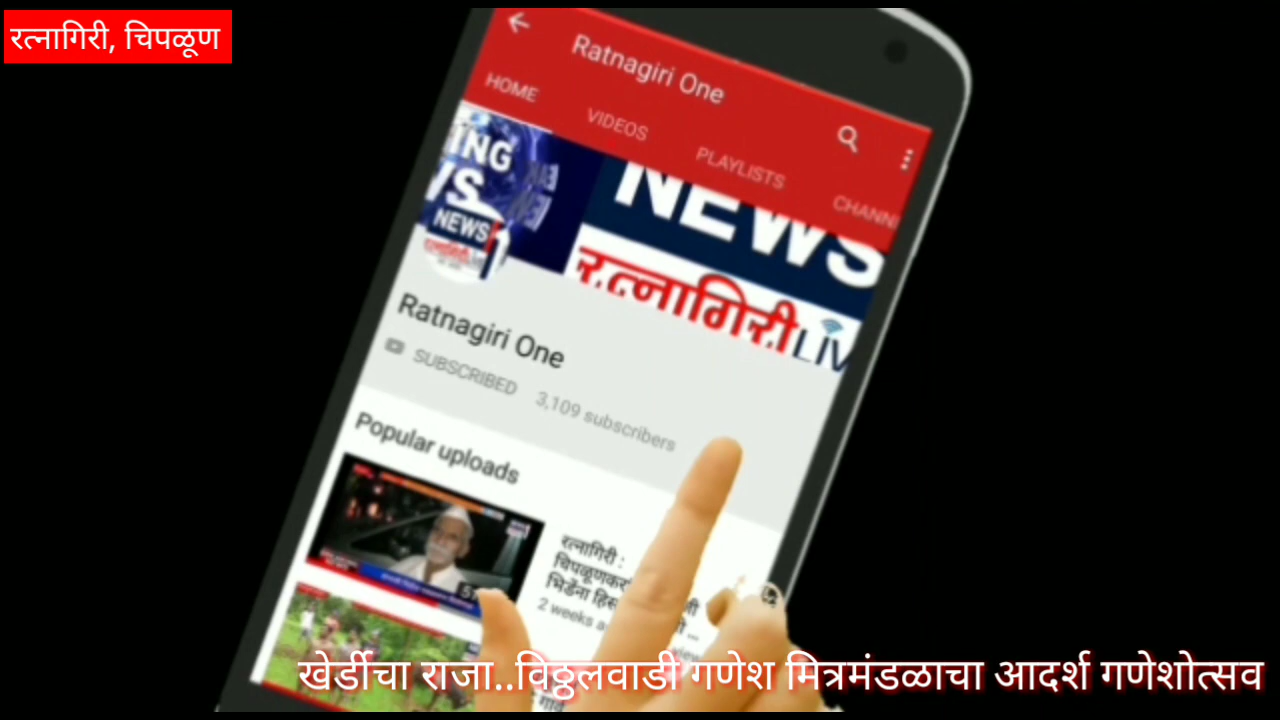 रत्नागिरी, चिपळूण
Ratnagiri One
HOME VIDEOS PLAYLISTS
NEWS
NEWS
रत्नागिरी
Ratnagiri One
SUBSCRIBED 3,109 subscribers
Popular uploads
रत्नागिरी :
2 weeks
खेर्डीचा राजा..विठ्ठलवाडी गणेश मित्रमंडळाचा आदर्श गणेशोत्सव